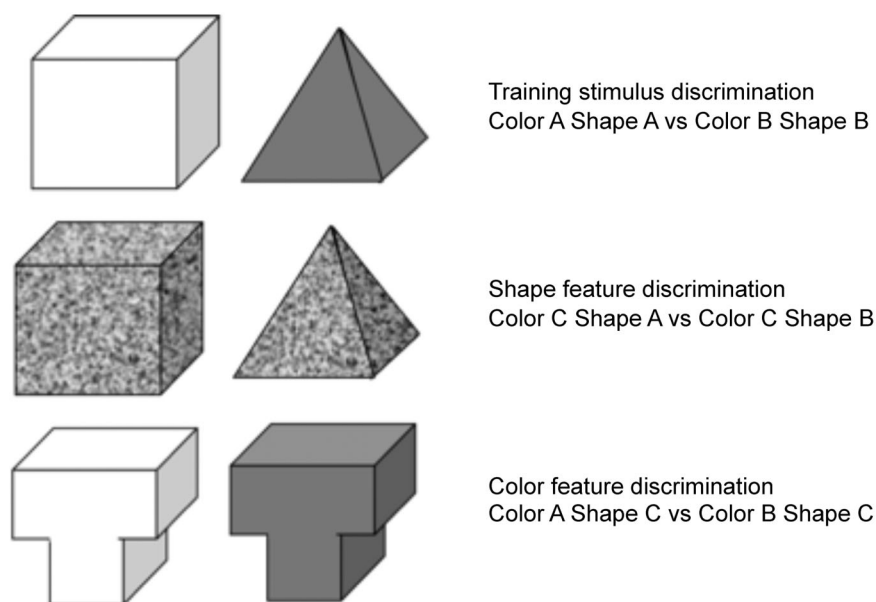 Training stimulus discrimination
Color A Shape A vs Color B Shape B
Shape feature discrimination
Color C Shape A vs Color C Shape B
Color feature discrimination
Color A Shape C vs Color B Shape C